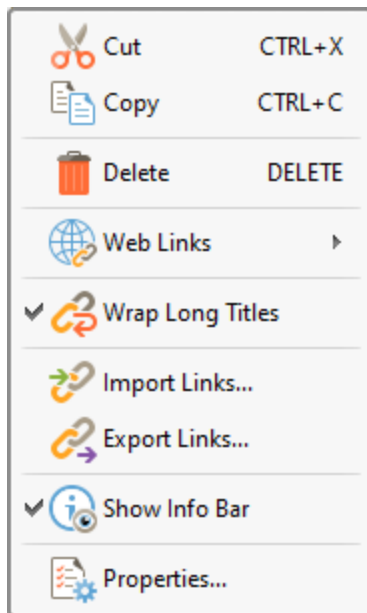 Cut CTRL+X
Copy CTRL+C
Delete DELETE
Web Links
Wrap Long Titles
Import Links...
Export Links...
Show Info Bar
Properties...